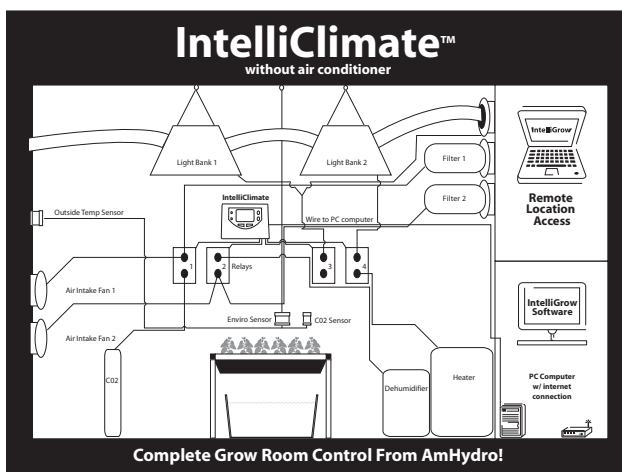 IntelliClimate™
without air conditioner
Light Bank 1
Light Bank 2
Filter 1
Filter 2
IntelliGrow
Remote
Location
Access
IntelliClimate
Outside Temp Sensor
Wire to PC computer
1
2
Relays
3
4
Air Intake Fan 1
Air Intake Fan 2
Enviro Sensor
C02 Sensor
C02
Dehumidifier
Heater
IntelliGrow
Software
PC Computer
w/ internet
connection
Complete Grow Room Control From AmHydro!